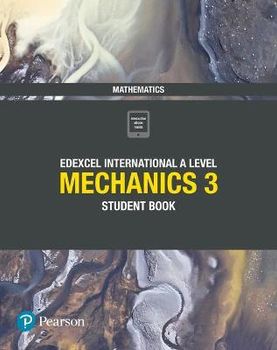 MATHEMATICS
EDEXCEL INTERNATIONAL A LEVEL
MECHANICS 3
STUDENT BOOK
Pearson